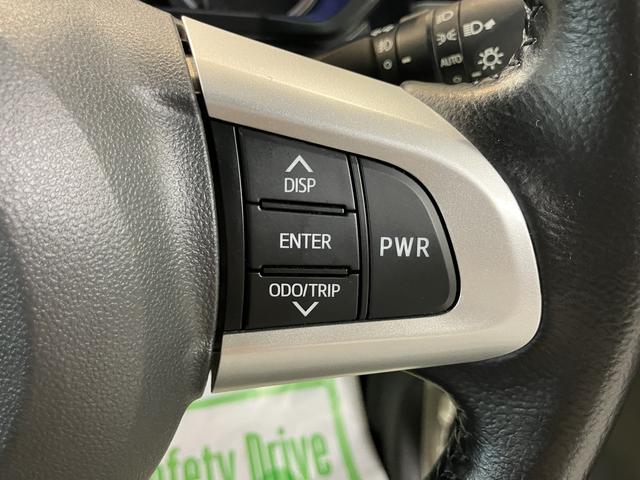 AUTO
DISP
ENTER
PWR
ODO/TRIP
Safety Drive